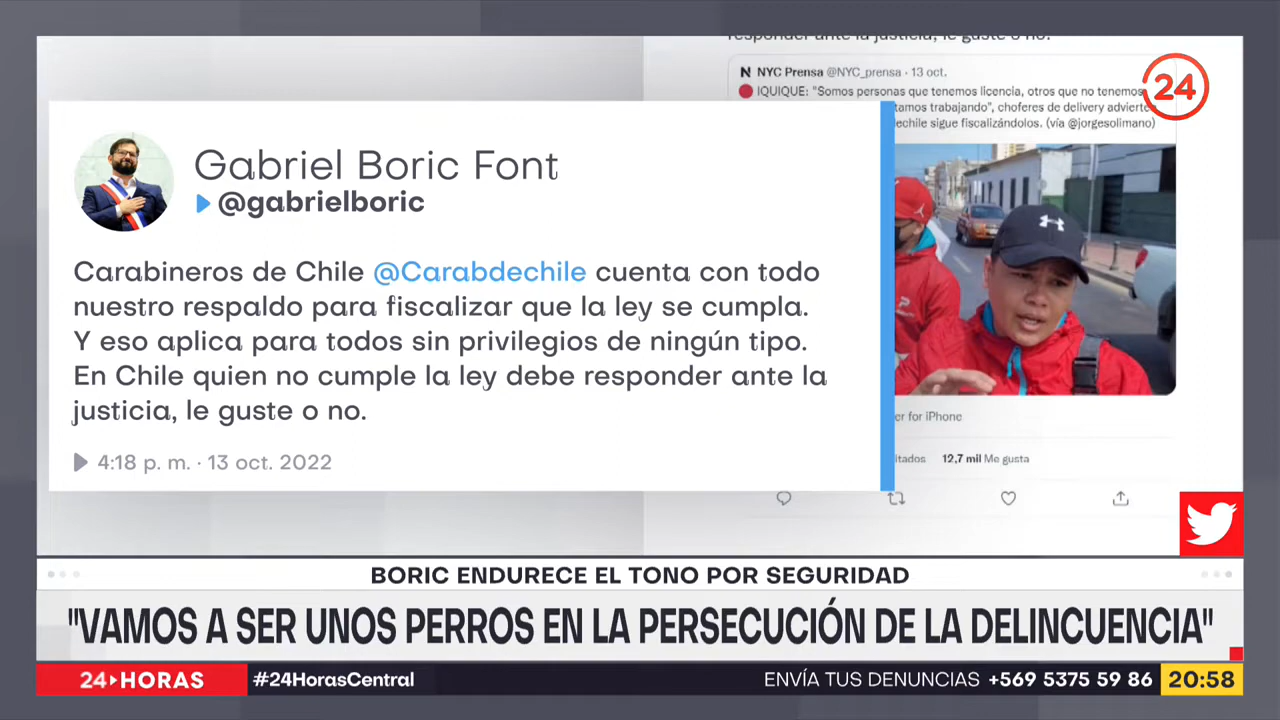 responder ante la justicia, le guste o no.
NYC Prensa @NYC_prensa · 13 oct.
IQUIQUE: "Somos personas que tenemos licencia, otros que no tenemos
tamos trabajando", choferes de delivery advierte
echile sigue fiscalizándolos. (vía @jorgesolimano)
24
Gabriel Boric Font
@gabrielboric
Carabineros de Chile @Carabdechile cuenta con todo
nuestro respaldo para fiscalizar que la ley se cumpla.
Y eso aplica para todos sin privilegios de ningún tipo.
En Chile quien no cumple la ley debe responder ante la
justicia, le guste o no.
4:18 p. m. · 13 oct. 2022
er for iPhone
itados 12,7 mil Me gusta
BORIC ENDURECE EL TONO POR SEGURIDAD
"VAMOS A SER UNOS PERROS EN LA PERSECUCIÓN DE LA DELINCUENCIA"
24 HORAS #24HorasCentral ENVÍA TUS DENUNCIAS +569 5375 59 86 20:58